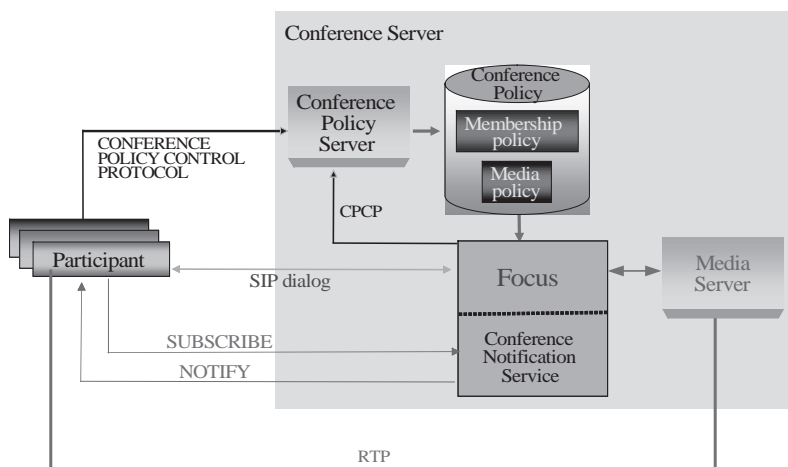 Conference Server
Conference
Policy
Server
Conference
Policy
Membership
policy
Media
policy
CONFERENCE
POLICY CONTROL
PROTOCOL
CPCP
Participant
SIP dialog
Focus
Media
Server
SUBSCRIBE
NOTIFY
Conference
Notification
Service
RTP